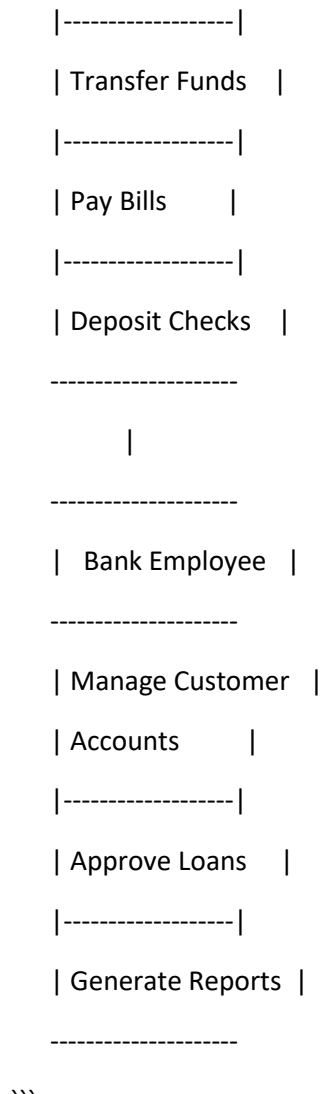 |-------------------|
| Transfer Funds    |
|-------------------|
| Pay Bills        |
|-------------------|
| Deposit Checks    |
---------------------
|
---------------------
|   Bank Employee   |
---------------------
| Manage Customer   |
| Accounts        |
|-------------------|
| Approve Loans     |
|-------------------|
| Generate Reports  |
---------------------
```